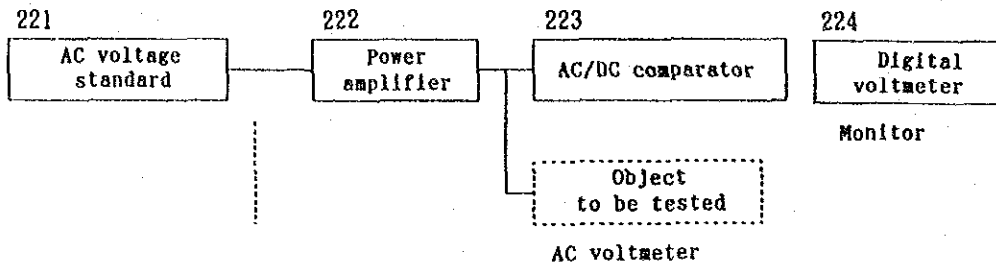 221
AC voltage
standard
222
Power
amplifier
223
AC/DC comparator
224
Digital
voltmeter
Monitor
Object
to be tested
AC voltmeter